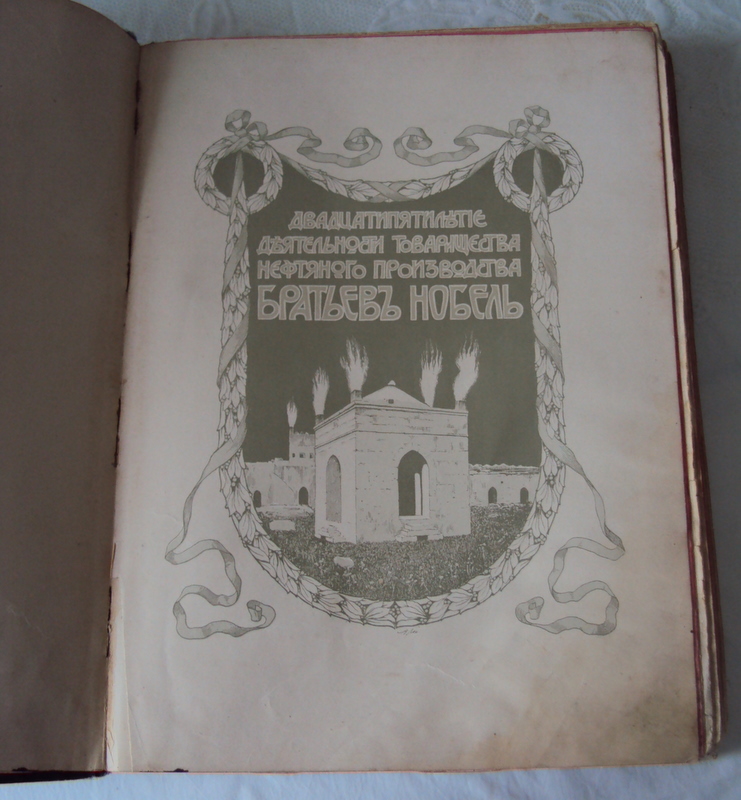 ДВАДЦАТИПЯТИЛѢТІЕ
ДѢЯТЕЛЬНОСТИ ТОВАРИЩЕСТВА
НЕФТЯНОГО ПРОИЗВОДСТВА
БРАТЬЕВЪ НОБЕЛЬ